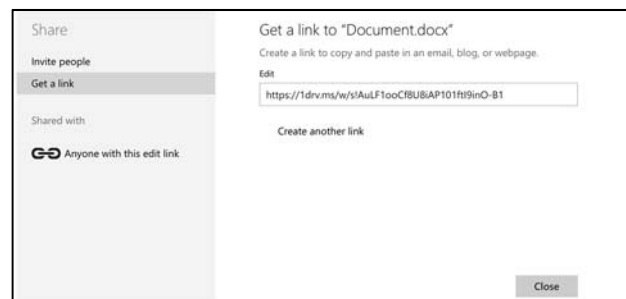 Share
Invite people
Get a link
Shared with
Anyone with this edit link
Get a link to “Document.docx”
Create a link to copy and paste in an email, blog, or webpage.
Edit
https://1drv.ms/w/s!AuLF1ooCf8U8iAP101ftI9inO-B1
Create another link
Close